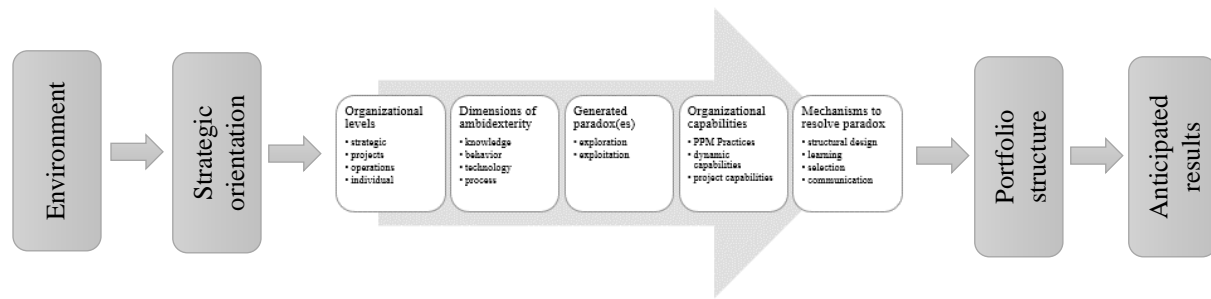 Environment
Strategic
orientation
Organizational
levels
• strategic
• projects
• operations
• individual
Dimensions of
ambidexterity
• knowledge
• behavior
• technology
• process
Generated
paradox(es)
• exploration
• exploitation
Organizational
capabilities
• PPM Practices
• dynamic
capabilities
• project capabilities
Mechanisms to
resolve paradox
• structural design
• learning
• selection
• communication
Portfolio
structure
Anticipated
results